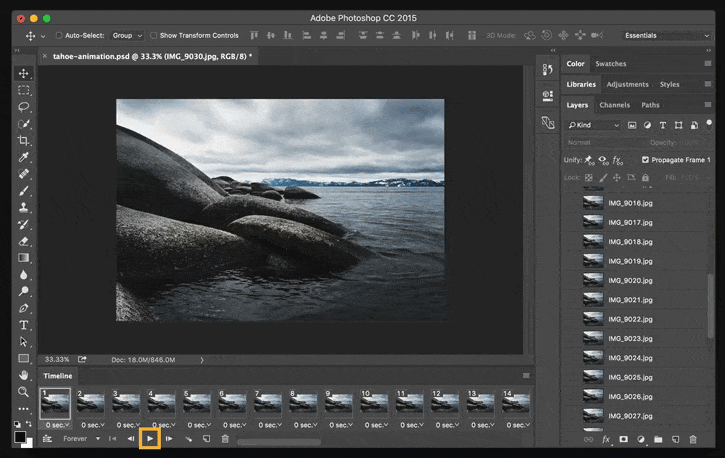 Adobe Photoshop CC 2015
Auto-Select: Group Show Transform Controls 3D Mode: Essentials
× tahoe-animation.psd @ 33.3% (IMG_9030.jpg, RGB/8) *
Color Swatches
Libraries Adjustments Styles
Layers Channels Paths
Kind
Normal Opacity:
Unify: Propagate Frame 1
Lock: Fill:
IMG_9016.jpg
IMG_9017.jpg
IMG_9018.jpg
IMG_9019.jpg
IMG_9020.jpg
IMG_9021.jpg
IMG_9022.jpg
IMG_9023.jpg
IMG_9024.jpg
IMG_9025.jpg
IMG_9026.jpg
IMG_9027.jpg
33.33% Doc: 18.0M/846.0M
Timeline
1 2 3 4 5 6 7 8 9 10 11 12 13 14
0 sec. 0 sec. 0 sec. 0 sec. 0 sec. 0 sec. 0 sec. 0 sec. 0 sec. 0 sec. 0 sec. 0 sec. 0 sec. 0 sec.
Forever
fx